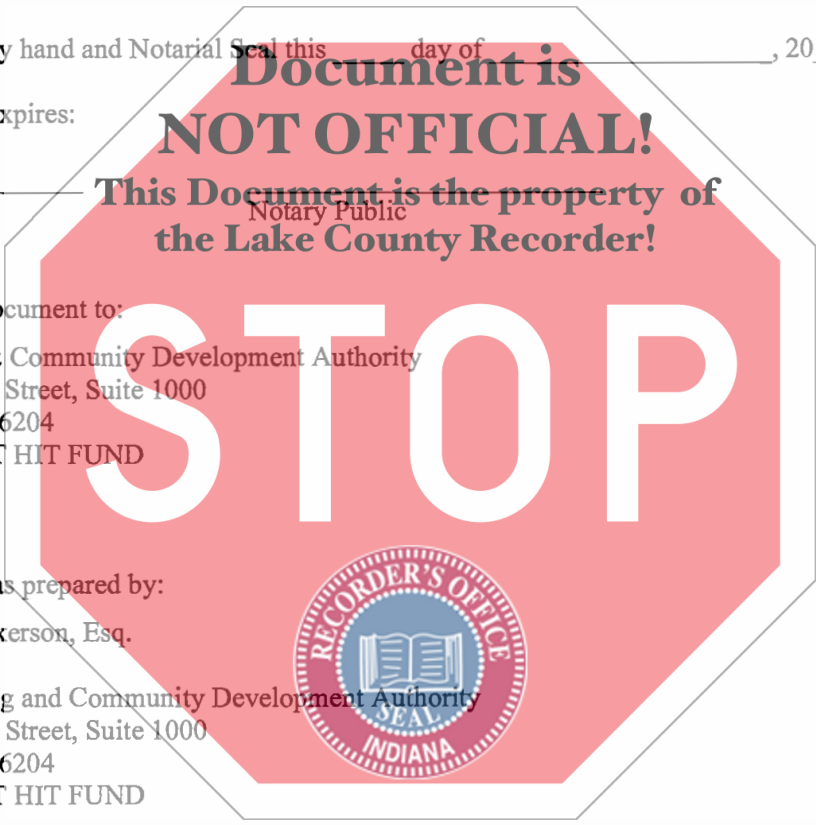 y hand and Notarial Seal this day of , 20
Document is
xpires:
NOT OFFICIAL!
This Document is the property of
Notary Public
the Lake County Recorder!
ocument to:
Community Development Authority
Street, Suite 1000
6204
HIT FUND
STOP
s prepared by:
kerson, Esq.
g and Community Development Authority
Street, Suite 1000
6204
HIT FUND
RECORDER'S OFFICE
SEAL
INDIANA